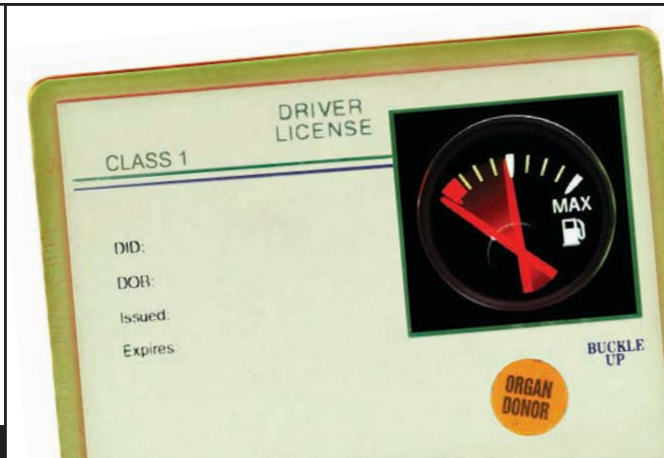 DRIVER
LICENSE
CLASS 1
MAX
DID:
DOB:
Issued:
Expires:
BUCKLE
UP
ORGAN
DONOR